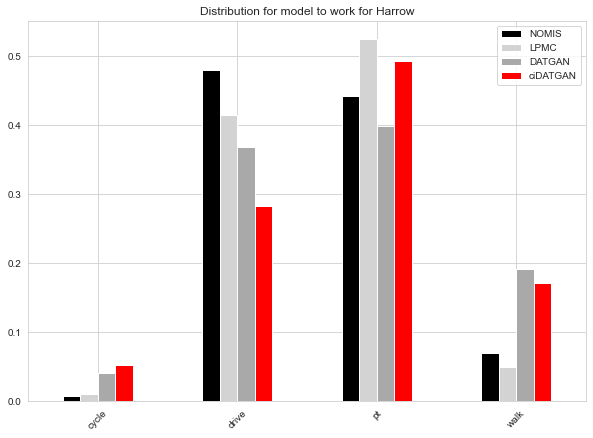 Distribution for model to work for Harrow
NOMIS
LPMC
DATGAN
ciDATGAN
0.5
0.4
0.3
0.2
0.1
0.0
cycle
drive
pt
walk